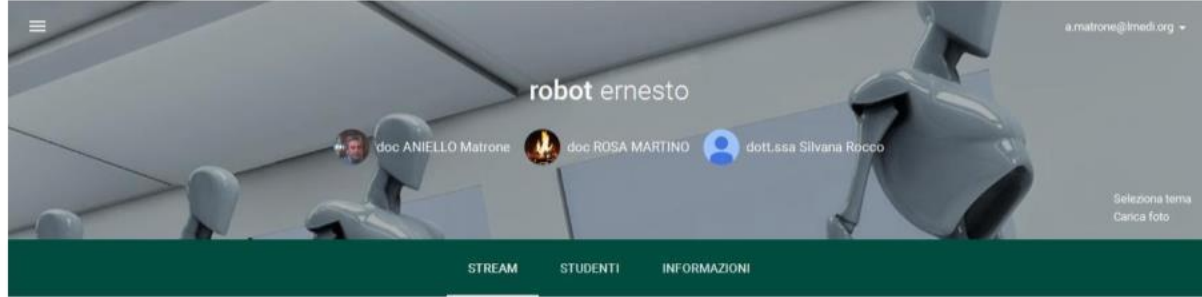 a.matrone@lmedi.org
robot ernesto
doc ANIELLO Matrone doc ROSA MARTINO dott.ssa Silvana Rocco
Seleziona tema
Carica foto
STREAM STUDENTI INFORMAZIONI